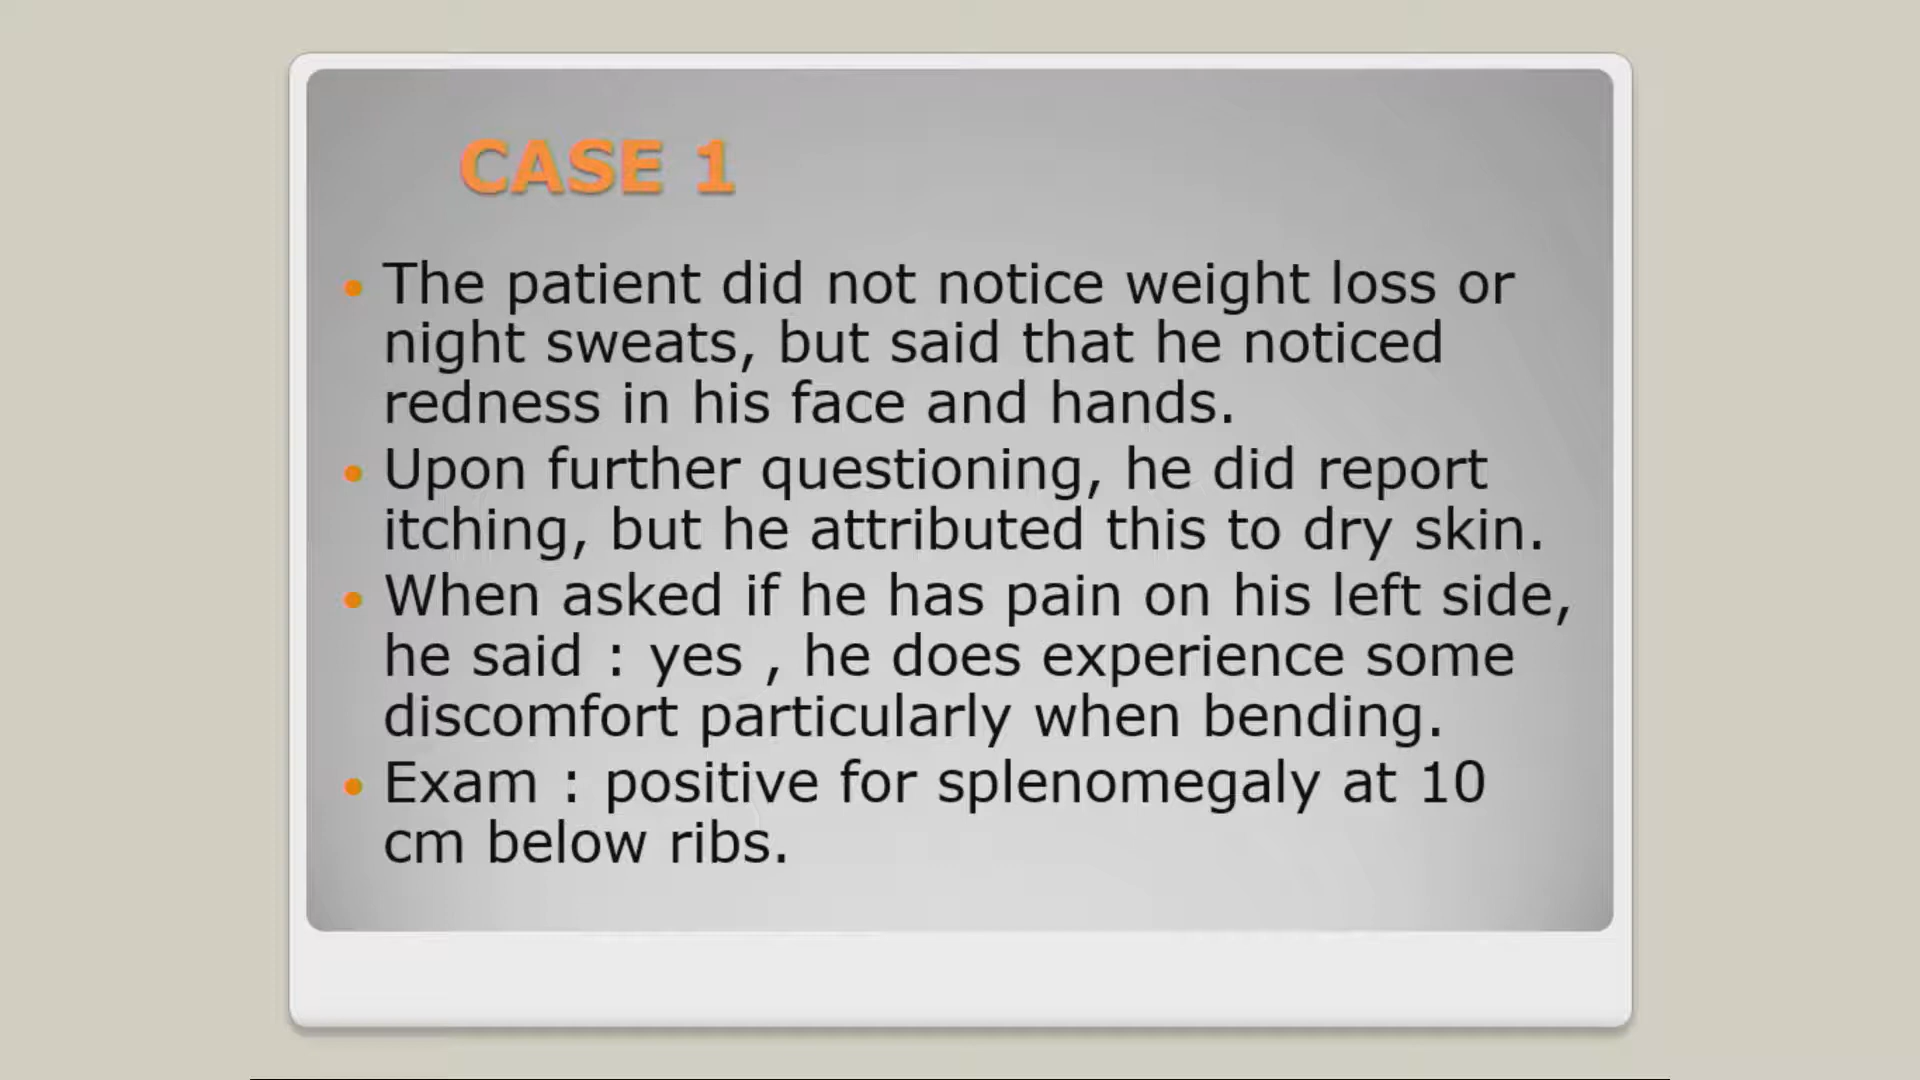 CASE 1
• The patient did not notice weight loss or
night sweats, but said that he noticed
redness in his face and hands.
• Upon further questioning, he did report
itching, but he attributed this to dry skin.
• When asked if he has pain on his left side,
he said : yes , he does experience some
discomfort particularly when bending.
• Exam : positive for splenomegaly at 10
cm below ribs.